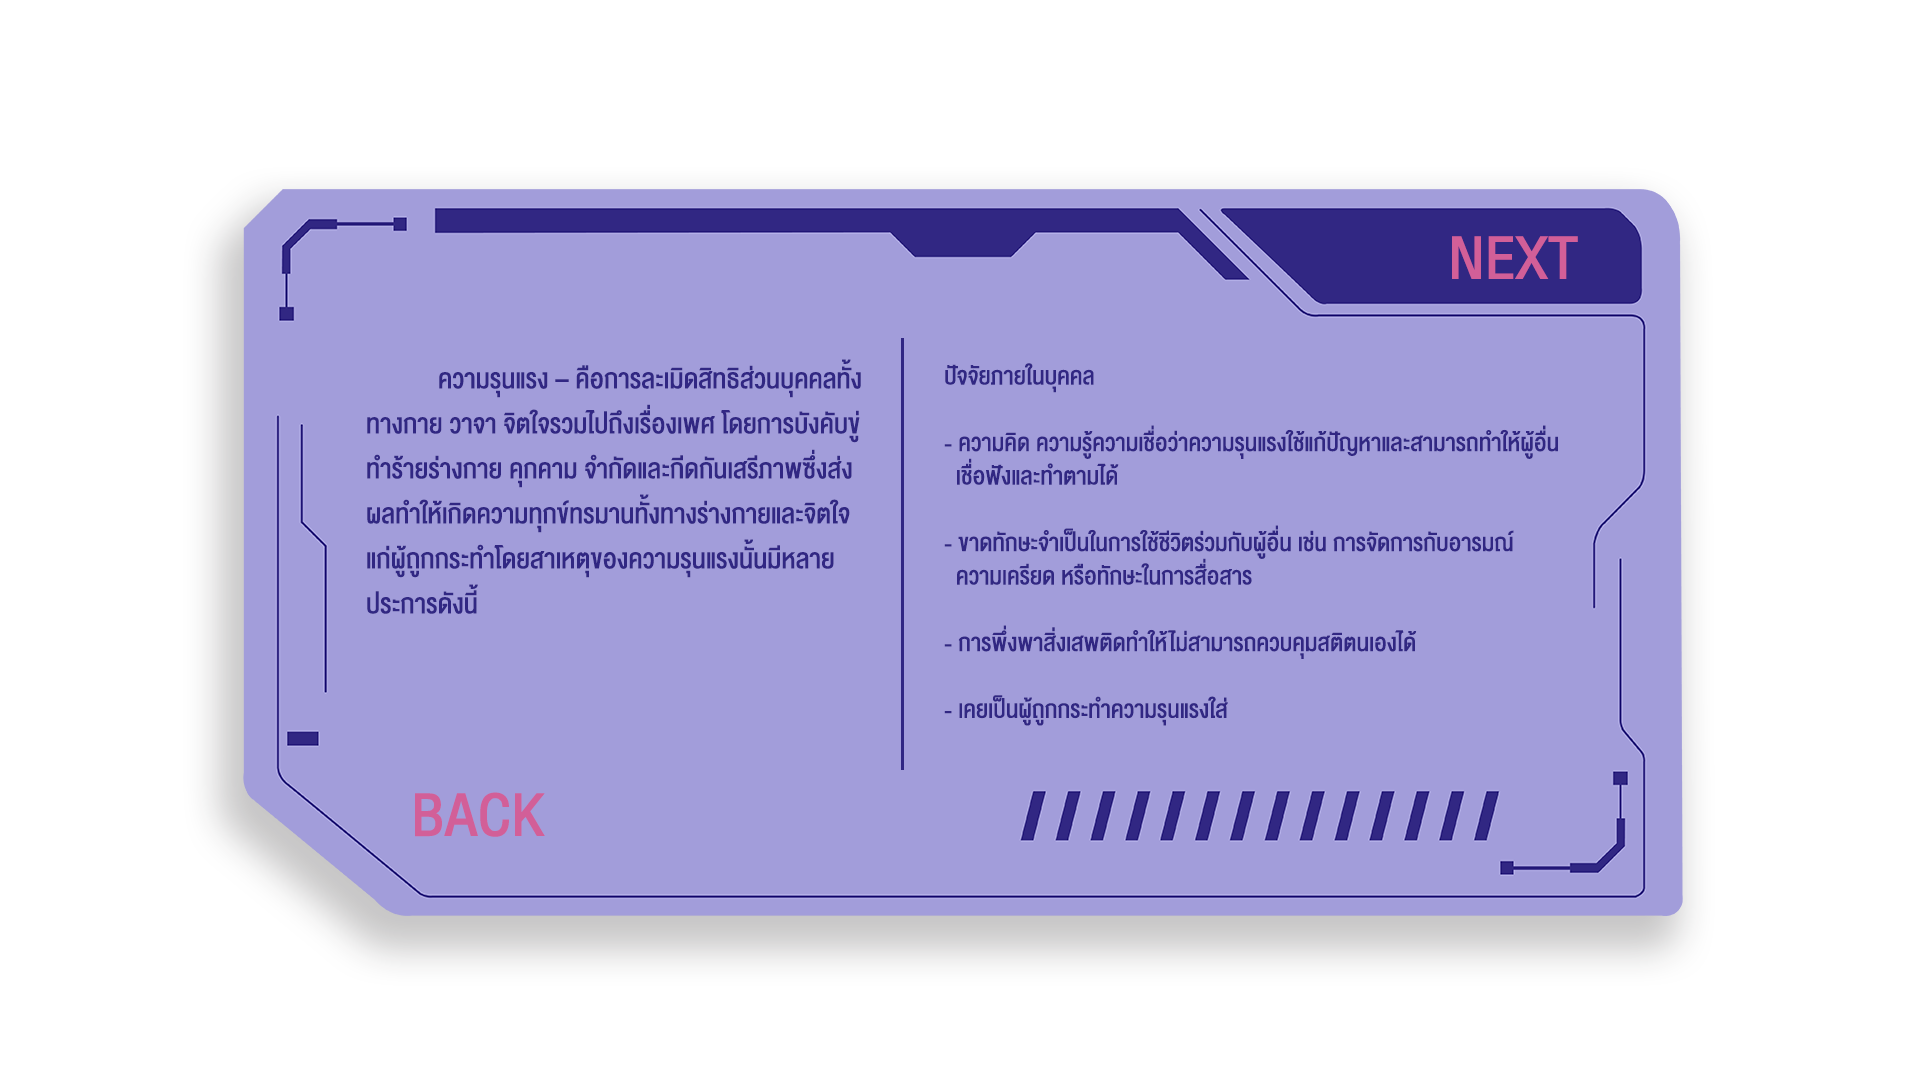 NEXT
ความรุนแรง – คือการละเมิดสิทธิส่วนบุคคลทั้ง
ทางกาย วาจา จิตใจรวมไปถึงเรื่องเพศ โดยการบังคับขู่
ทำร้ายร่างกาย คุกคาม จำกัดและกีดกันเสรีภาพซึ่งส่ง
ผลทำให้เกิดความทุกข์ทรมานทั้งทางร่างกายและจิตใจ
แก่ผู้ถูกกระทำโดยสาเหตุของความรุนแรงนั้นมีหลาย
ประการดังนี้
ปัจจัยภายในบุคคล
- ความคิด ความรู้ความเชื่อว่าความรุนแรงใช้แก้ปัญหาและสามารถทำให้ผู้อื่น
เชื่อฟังและทำตามได้
- ขาดทักษะจำเป็นในการใช้ชีวิตร่วมกับผู้อื่น เช่น การจัดการกับอารมณ์
ความเครียด หรือทักษะในการสื่อสาร
- การพึ่งพาสิ่งเสพติดทำให้ไม่สามารถควบคุมสติตนเองได้
- เคยเป็นผู้ถูกกระทำความรุนแรงใส่
BACK